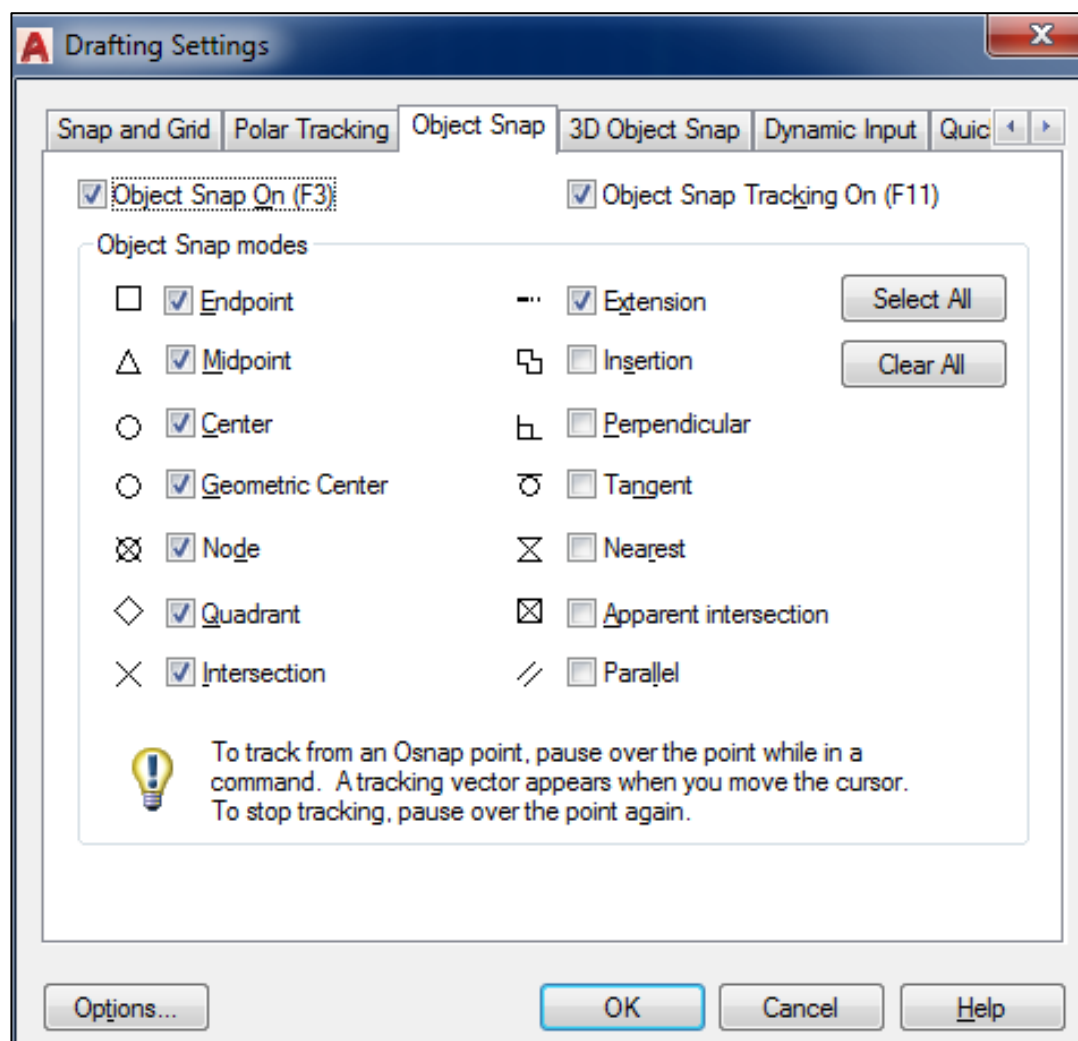 Drafting Settings
Snap and Grid Polar Tracking Object Snap 3D Object Snap Dynamic Input Quic
Object Snap On (F3) Object Snap Tracking On (F11)
Object Snap modes
Endpoint Extension Select All
Midpoint Insertion Clear All
Center Perpendicular
Geometric Center Tangent
Node Nearest
Quadrant Apparent intersection
Intersection Parallel
To track from an Osnap point, pause over the point while in a
command. A tracking vector appears when you move the cursor.
To stop tracking, pause over the point again.
Options... OK Cancel Help